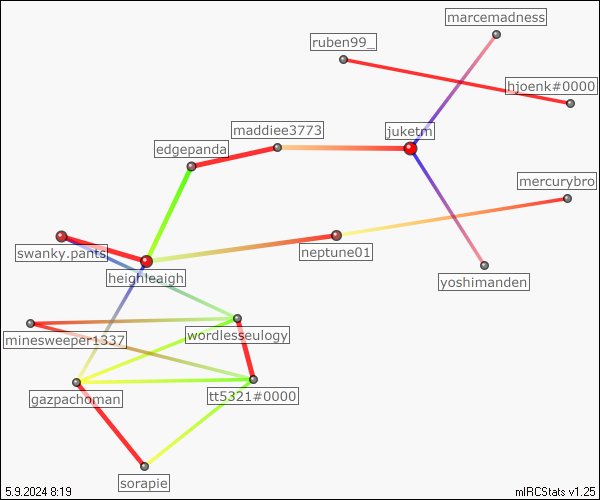 marcemadness
ruben99_
hjoenk#0000
maddiee3773
juketm
edgepanda
mercurybro
swanky.pants
neptune01
heighleaigh
yoshimanden
minesweeper1337
wordlesseulogy
gazpachoman
tt5321#0000
sorapie
5.9.2024 8:19
mIRCStats v1.25